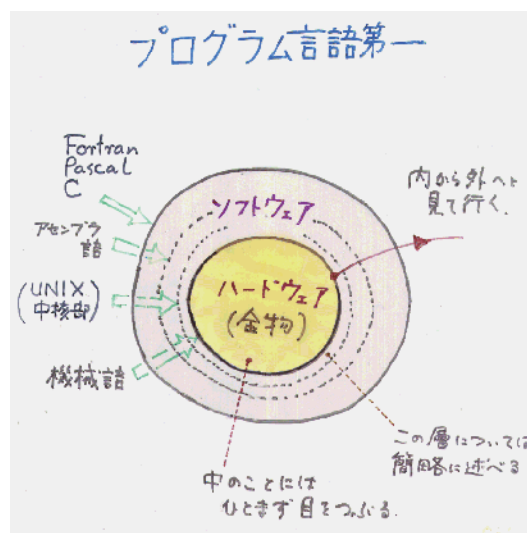 プログラム言語第一
Fortran
Pascal
C
アセンブラ
語
(UNIX
中核部)
機械語
ソフトウェア
ハードウェア
(金物)
内から外へと
見て行く.
この層については
簡略に述べる
中のことには
ひとまず目をつぶる.